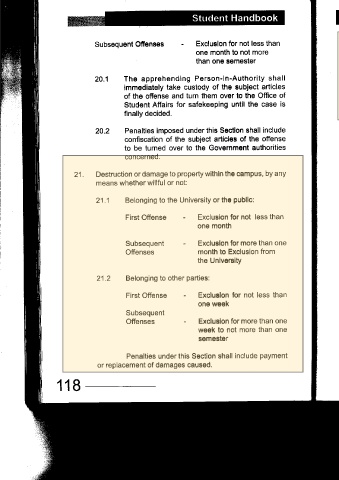 Student Handbook
Subsequent Offenses - Exclusion for not less than
one month to not more
than one semester
20.1 The apprehending Person-in-Authority shall
immediately take custody of the subject articles
of the offense and turn them over to the Office of
Student Affairs for safekeeping until the case is
finally decided.
20.2 Penalties imposed under this Section shall include
confiscation of the subject articles of the offense
to be turned over to the Government authorities
concerned.
21. Destruction or damage to property within the campus, by any
means whether willful or not:
21.1 Belonging to the University or the public:
First Offense - Exclusion for not less than
one month
Subsequent - Exclusion for more than one
Offenses month to Exclusion from
the University
21.2 Belonging to other parties:
First Offense - Exclusion for not less than
one week
Subsequent
Offenses - Exclusion for more than one
week to not more than one
semester
Penalties under this Section shall include payment
or replacement of damages caused.
118